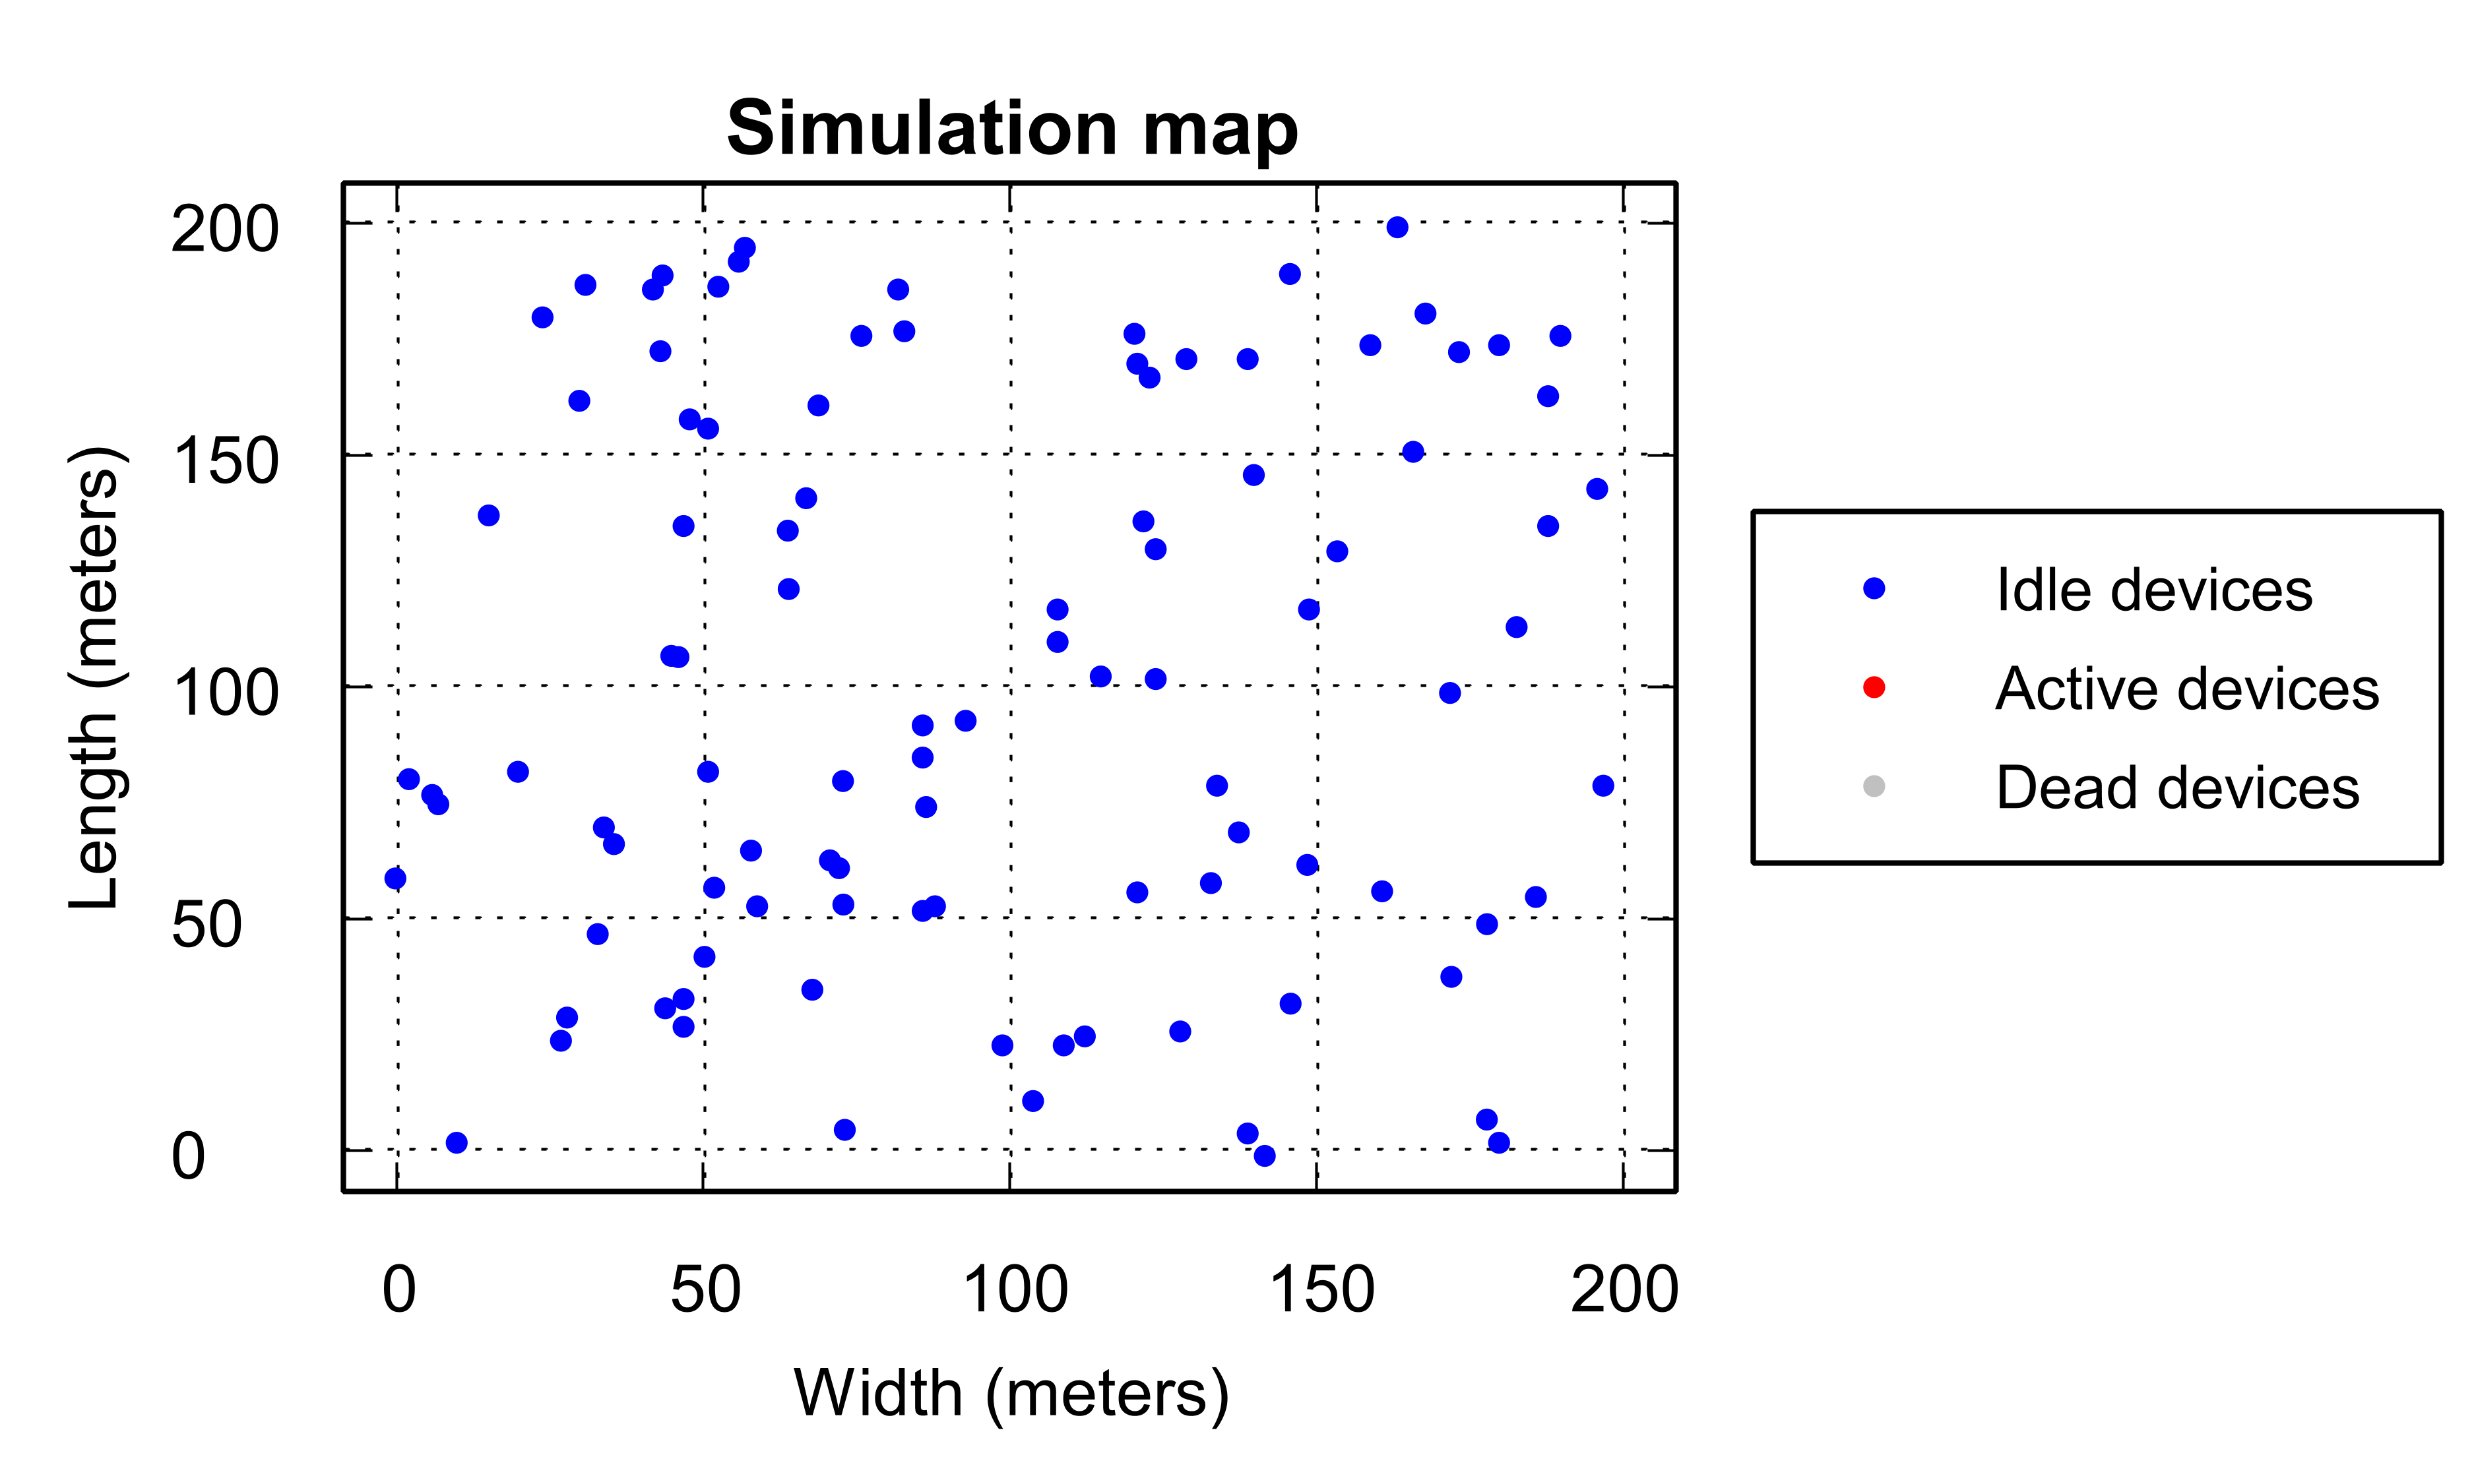 Simulation map
200
150
100
50
0
Length (meters)
0 50 100 150 200
Width (meters)
Idle devices
Active devices
Dead devices